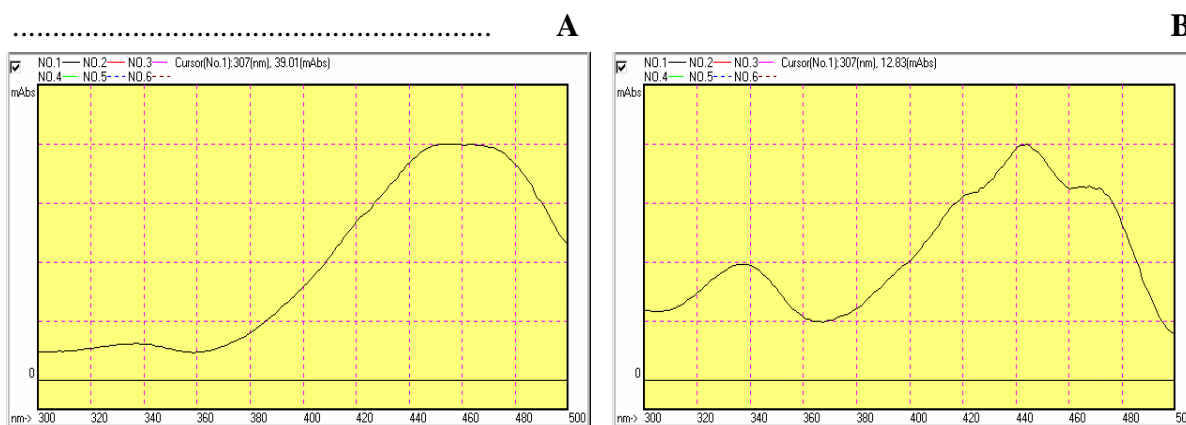 ............................................................ A B
NO.1 NO.2 NO.3 Cursor(No.1):307(nm), 39.01(mAbs)
NO.4 NO.5 NO.6
mAbs
0
nm-> 300 320 340 360 380 400 420 440 460 480 500
NO.1 NO.2 NO.3 Cursor(No.1):307(nm), 12.83(mAbs)
NO.4 NO.5 NO.6
mAbs
0
nm-> 300 320 340 360 380 400 420 440 460 480 500